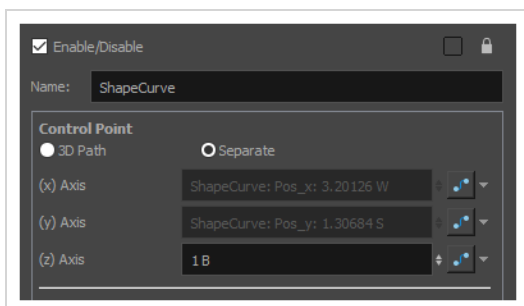 Enable/Disable
Name: ShapeCurve
Control Point
3D Path Separate
(x) Axis ShapeCurve: Pos_x: 3.20126 W
(y) Axis ShapeCurve: Pos_y: 1.30684 S
(z) Axis 1 B